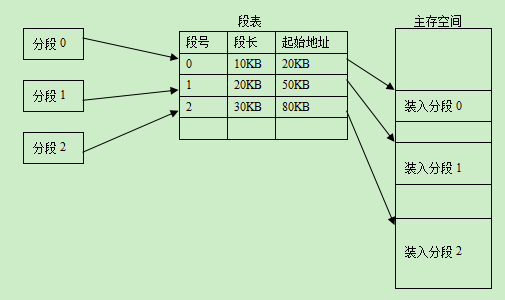 段表
主存空间
分段 0
分段 1
分段 2
段号 段长 起始地址
0 10KB 20KB
1 20KB 50KB
2 30KB 80KB
装入分段 0
装入分段 1
装入分段 2